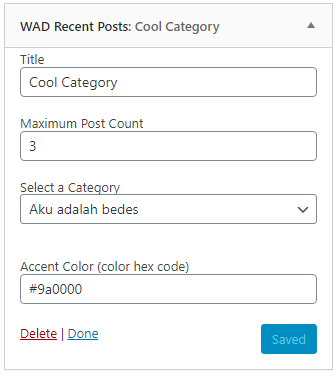 WAD Recent Posts: Cool Category
Title
Cool Category
Maximum Post Count
3
Select a Category
Aku adalah bedes
Accent Color (color hex code)
#9a0000
Delete | Done
Saved